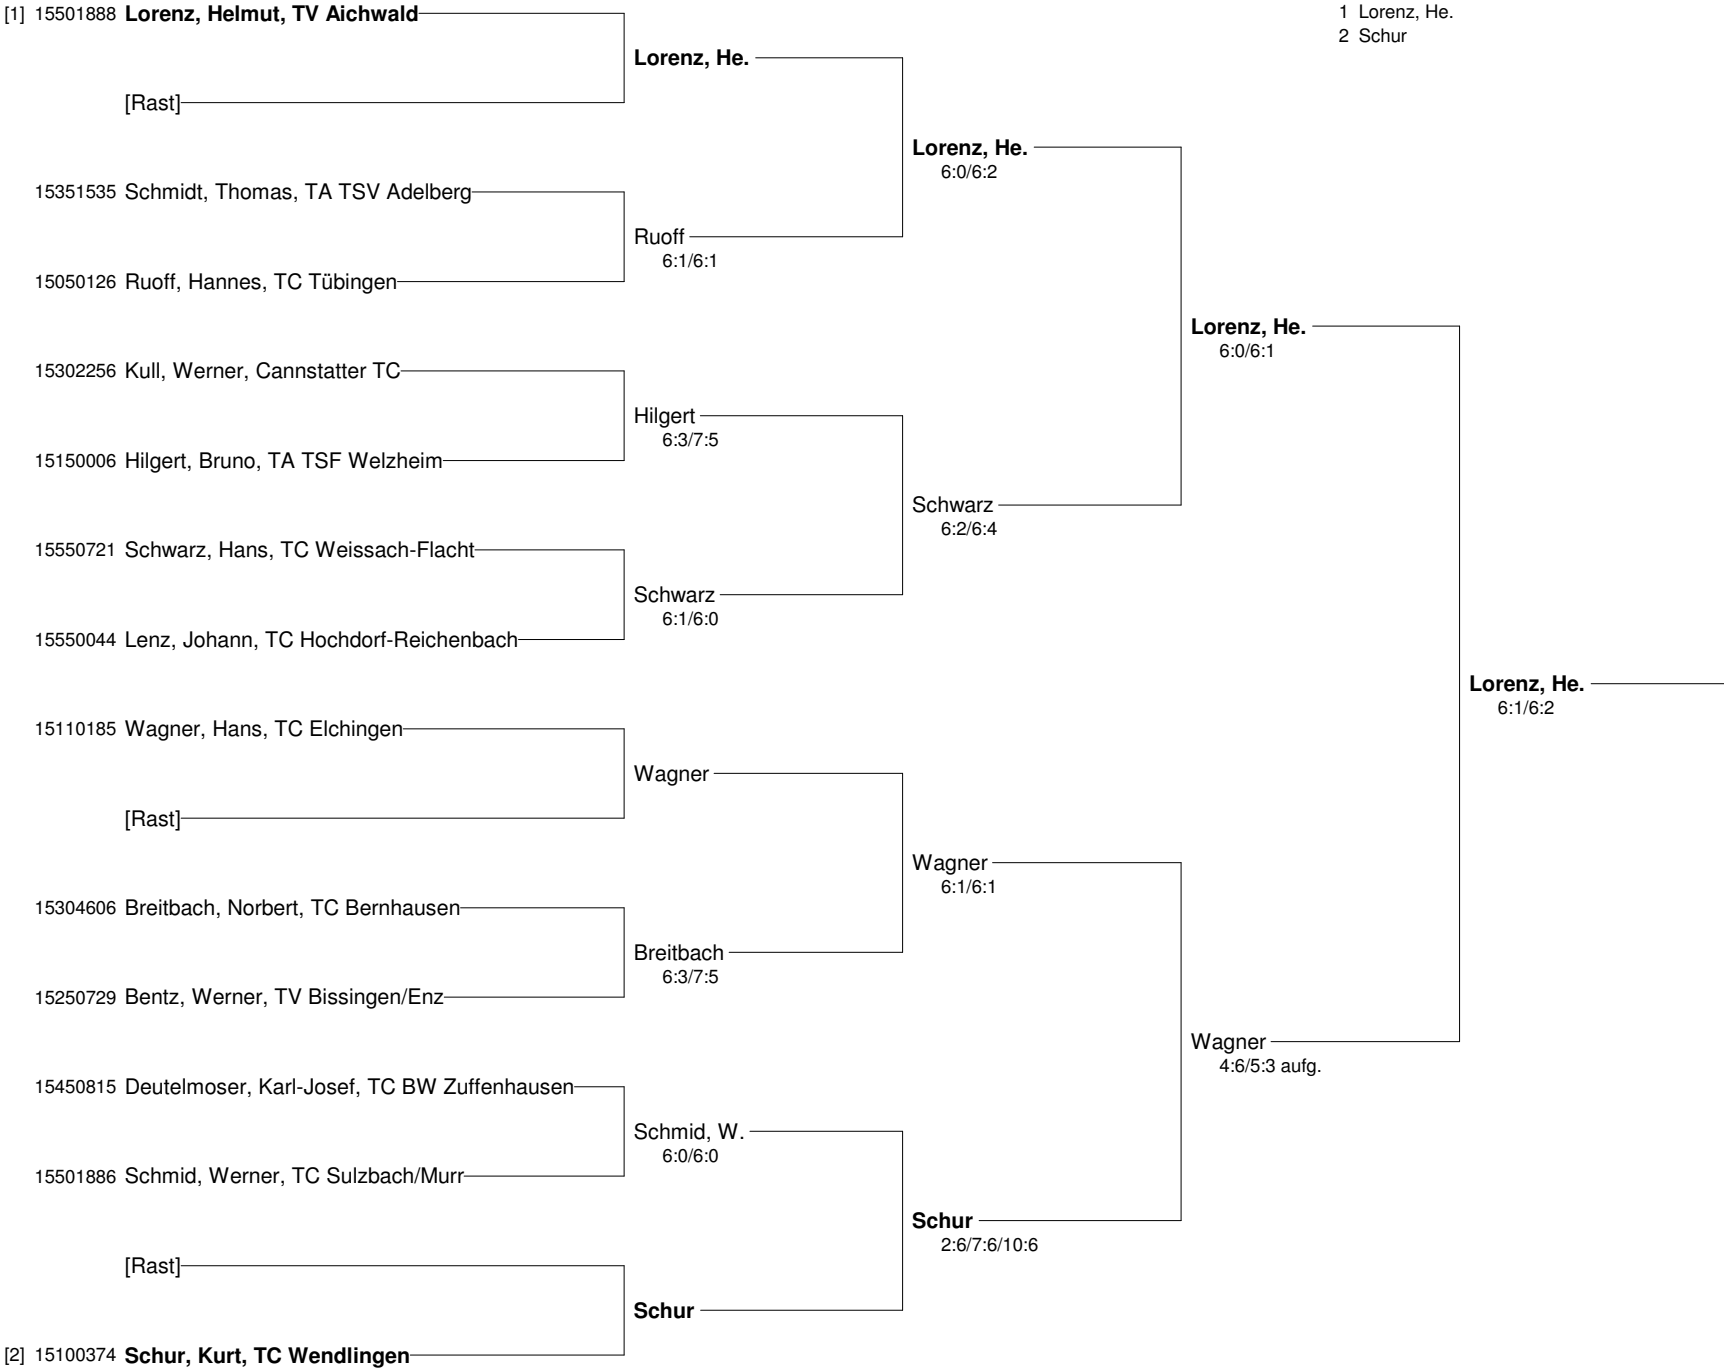 [1] 15501888 Lorenz, Helmut, TV Aichwald
1 Lorenz, He.
2 Schur
Lorenz, He.
[Rast]
Lorenz, He.
6:0/6:2
15351535 Schmidt, Thomas, TA TSV Adelberg
Ruoff
6:1/6:1
15050126 Ruoff, Hannes, TC Tübingen
Lorenz, He.
6:0/6:1
15302256 Kull, Werner, Cannstatter TC
Hilgert
6:3/7:5
15150006 Hilgert, Bruno, TA TSF Welzheim
Schwarz
6:2/6:4
15550721 Schwarz, Hans, TC Weissach-Flacht
Schwarz
6:1/6:0
15550044 Lenz, Johann, TC Hochdorf-Reichenbach
Lorenz, He.
6:1/6:2
15110185 Wagner, Hans, TC Elchingen
Wagner
[Rast]
Wagner
6:1/6:1
15304606 Breitbach, Norbert, TC Bernhausen
Breitbach
6:3/7:5
15250729 Bentz, Werner, TV Bissingen/Enz
Wagner
4:6/5:3 aufg.
15450815 Deutelmoser, Karl-Josef, TC BW Zuffenhausen
Schmid, W.
6:0/6:0
15501886 Schmid, Werner, TC Sulzbach/Murr
Schur
2:6/7:6/10:6
[Rast]
Schur
[2] 15100374 Schur, Kurt, TC Wendlingen